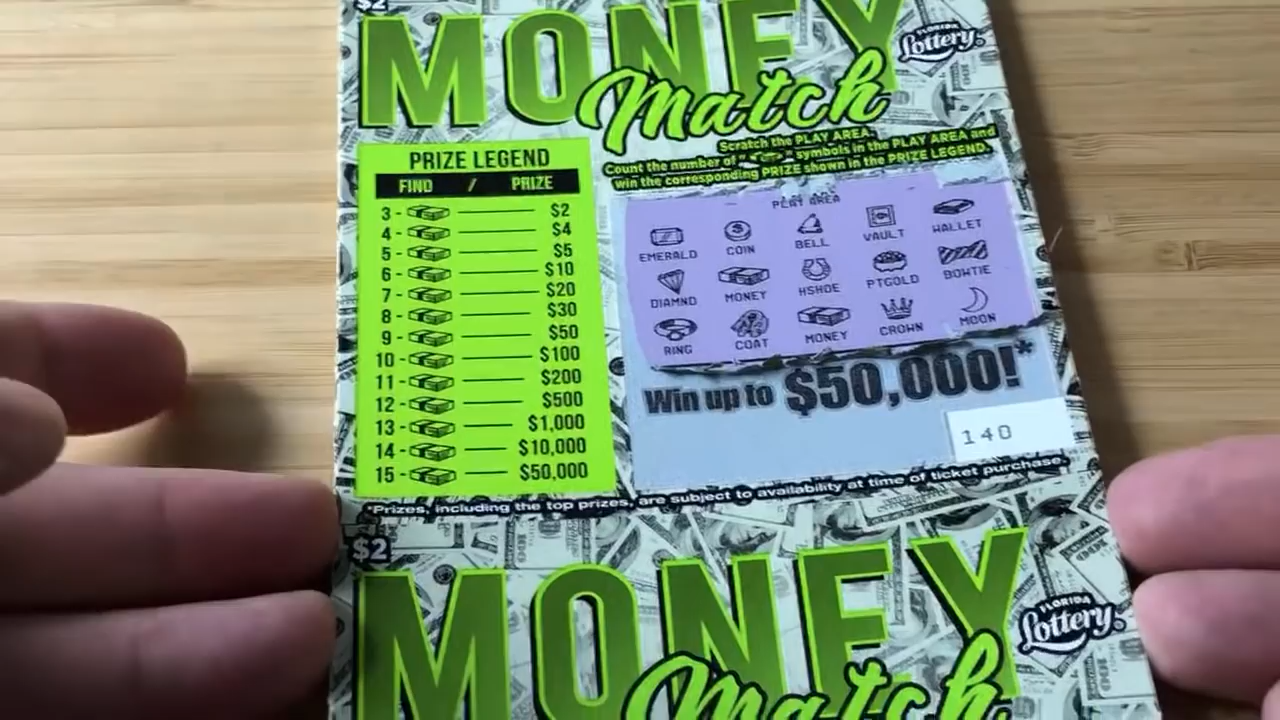 $2
MONEY
Match
FLORIDA
Lottery®
Scratch the PLAY AREA.
Count the number of " " symbols in the PLAY AREA and
win the corresponding PRIZE shown in the PRIZE LEGEND.
PRIZE LEGEND
FIND / PRIZE
3 - $2
4 - $4
5 - $5
6 - $10
7 - $20
8 - $30
9 - $50
10 - $100
11 - $200
12 - $500
13 - $1,000
14 - $10,000
15 - $50,000
PLAY AREA
EMERALD COIN BELL VAULT WALLET
DIAMND MONEY HSHOE PTGOLD BOWTIE
RING COAT MONEY CROWN MOON
Win up to $50,000!*
140
*Prizes, including the top prizes, are subject to availability at time of ticket purchase.
$2
MONEY
Match
FLORIDA
Lottery®